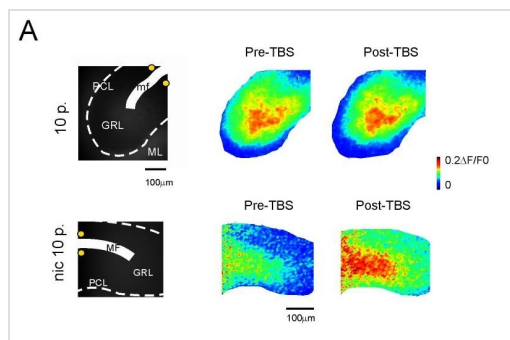 A
Pre-TBS
Post-TBS
10 p.
PCL
mf
GRL
ML
100μm
0.2ΔF/F0
0
nic 10 p.
Pre-TBS
Post-TBS
MF
GRL
PCL
100μm